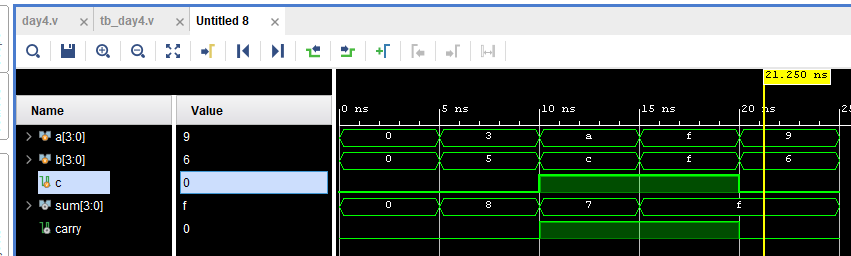 day4.v × tb_day4.v × Untitled 8 ×
21.250 ns
Name Value
0 ns 5 ns 10 ns 15 ns 20 ns 25
a[3:0] 9 0 3 a f 9
b[3:0] 6 0 5 c f 6
c 0
sum[3:0] f 0 8 7 f
carry 0